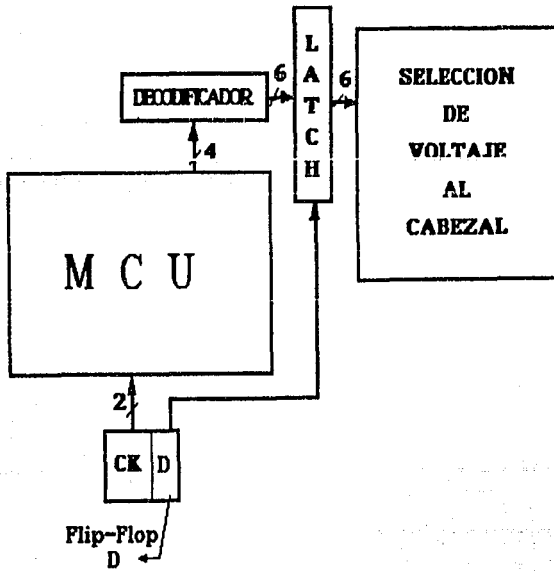 DECODIFICADOR
6
L
A
T
C
H
6
SELECCION
DE
VOLTAJE
AL
CABEZAL
4
M C U
2
CK D
Flip-Flop
D